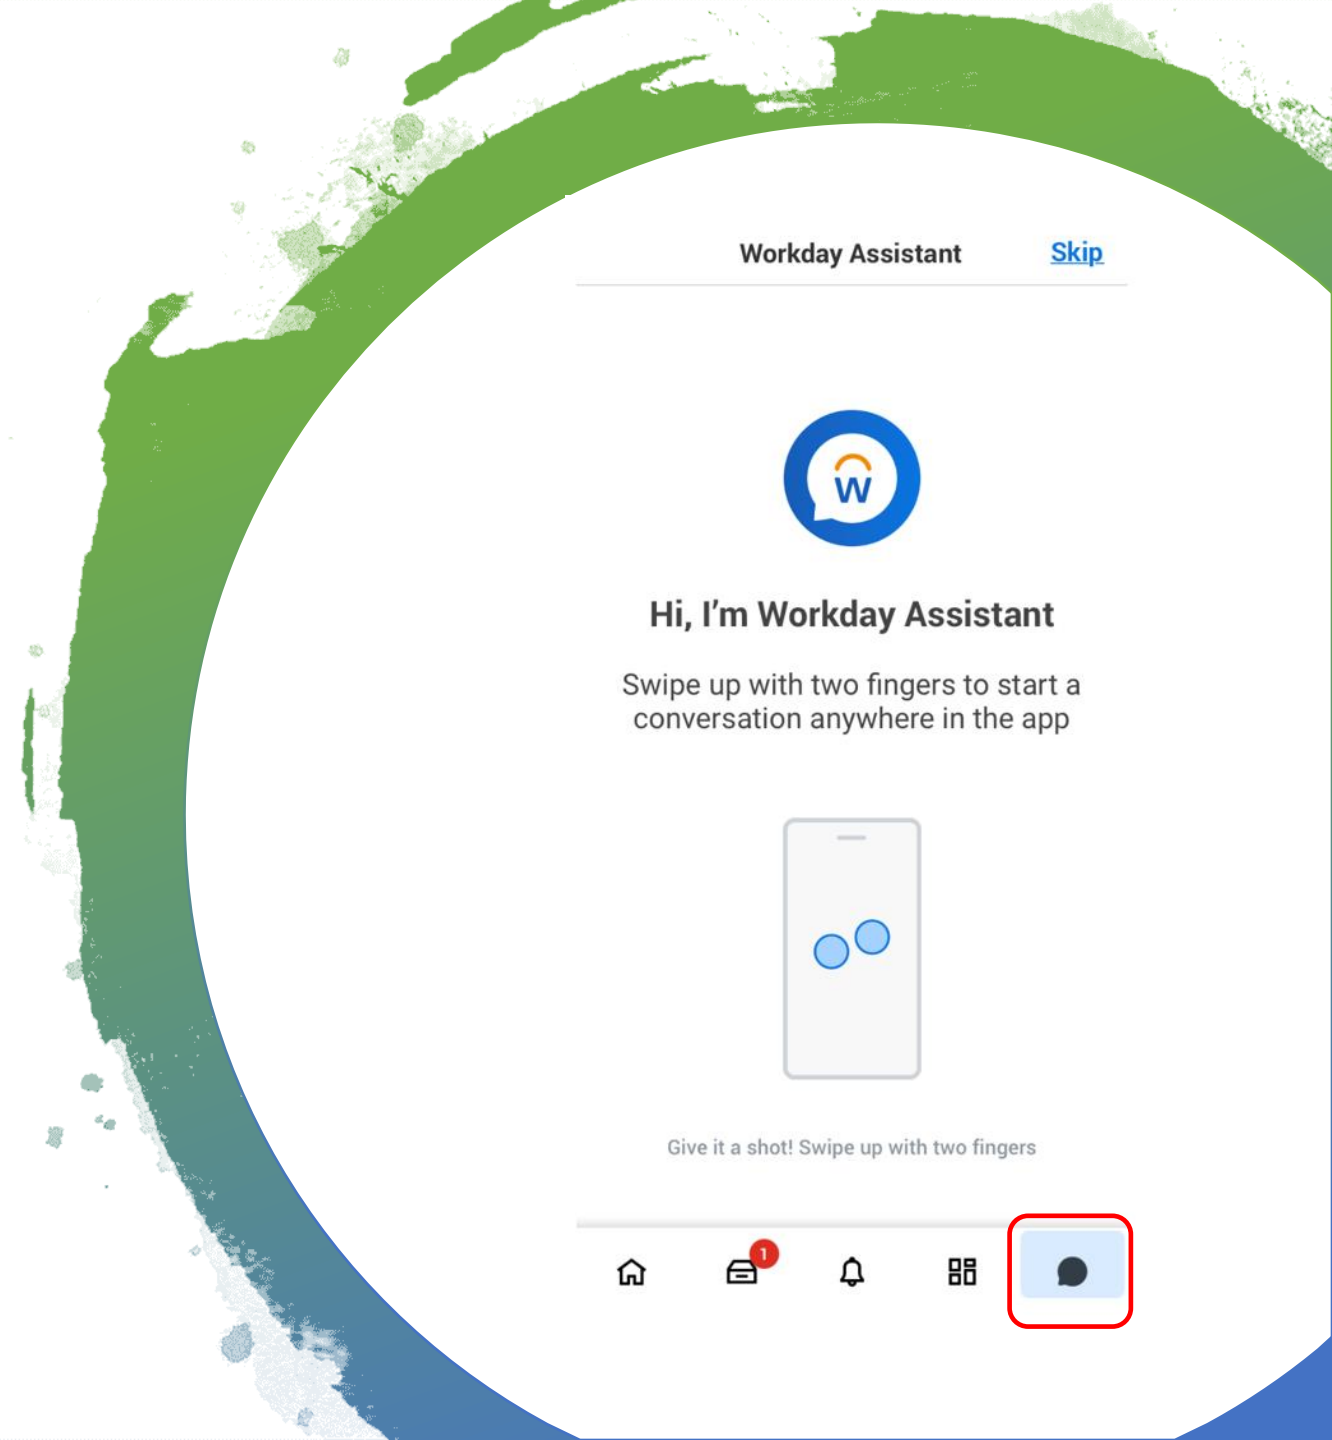 Workday Assistant
Skip
W
Hi, I'm Workday Assistant
Swipe up with two fingers to start a
conversation anywhere in the app
Give it a shot! Swipe up with two fingers
1